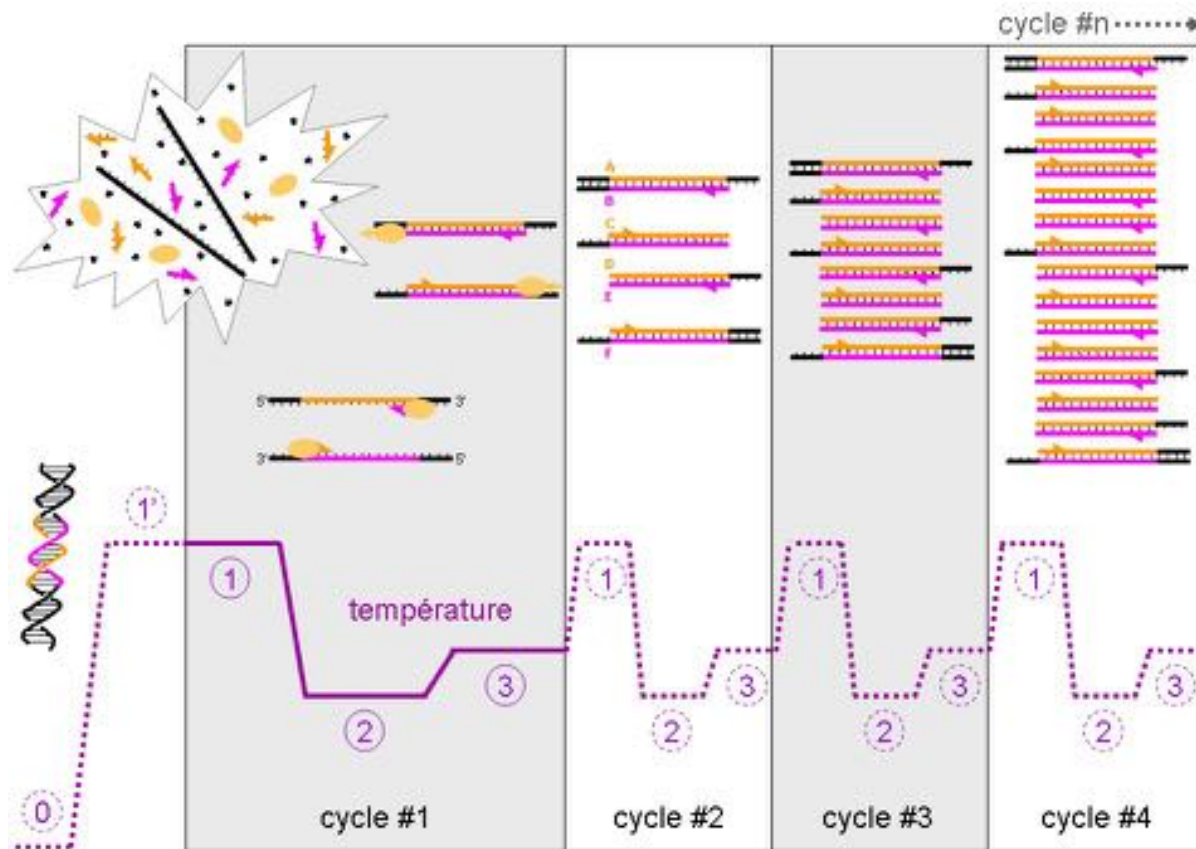 cycle #n
A
B
C
D
E
F
5' 3'
3' 5'
1'
1 1 1 1
température
3 3 3 3
2 2 2 2
0
cycle #1 cycle #2 cycle #3 cycle #4